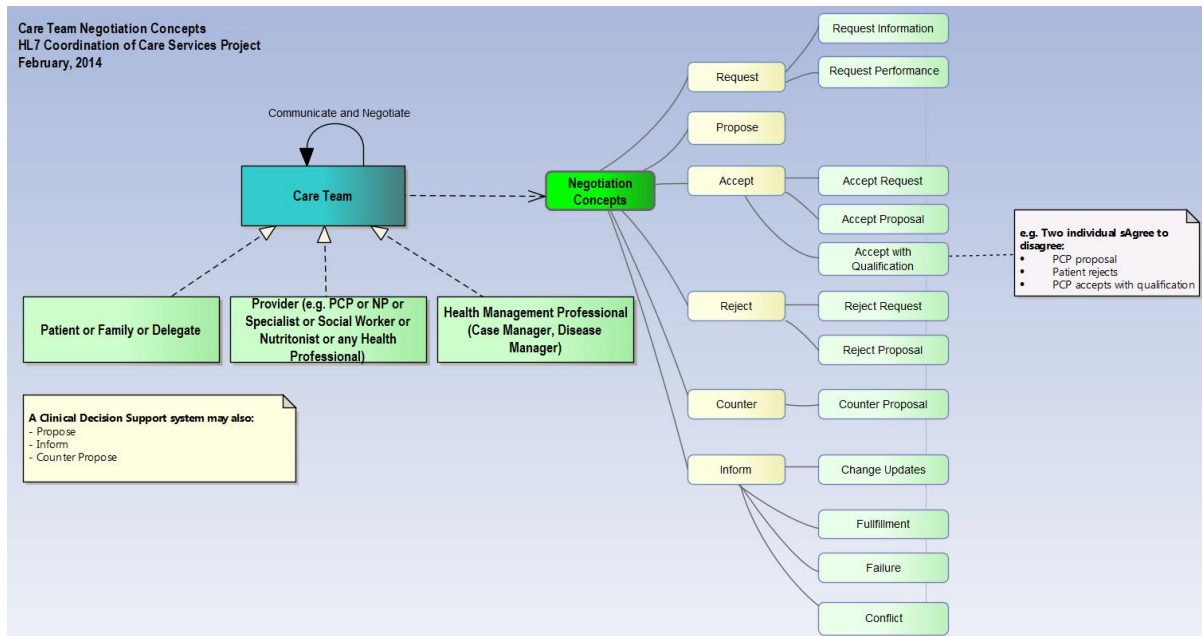 Care Team Negotiation Concepts
HL7 Coordination of Care Services Project
February, 2014
Communicate and Negotiate
Care Team
Patient or Family or Delegate
Provider (e.g. PCP or NP or
Specialist or Social Worker or
Nutritonist or any Health
Professional)
Health Management Professional
(Case Manager, Disease
Manager)
A Clinical Decision Support system may also:
- Propose
- Inform
- Counter Propose
Negotiation
Concepts
Request
Request Information
Request Performance
Propose
Accept
Accept Request
Accept Proposal
Accept with
Qualification
e.g. Two individual sAgree to
disagree:
• PCP proposal
• Patient rejects
• PCP accepts with qualification
Reject
Reject Request
Reject Proposal
Counter
Counter Proposal
Inform
Change Updates
Fullfillment
Failure
Conflict